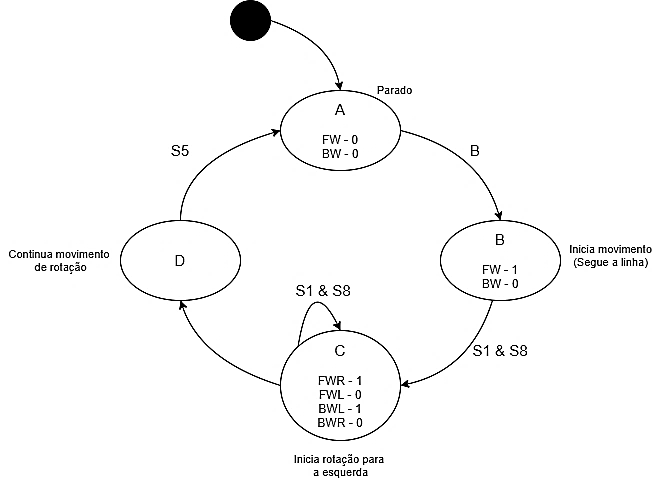 Parado
A
FW - 0
BW - 0
S5
B
Continua movimento
de rotação
D
B
FW - 1
BW - 0
Inicia movimento
(Segue a linha)
S1 & S8
S1 & S8
C
FWR - 1
FWL - 0
BWL - 1
BWR - 0
Inicia rotação para
a esquerda